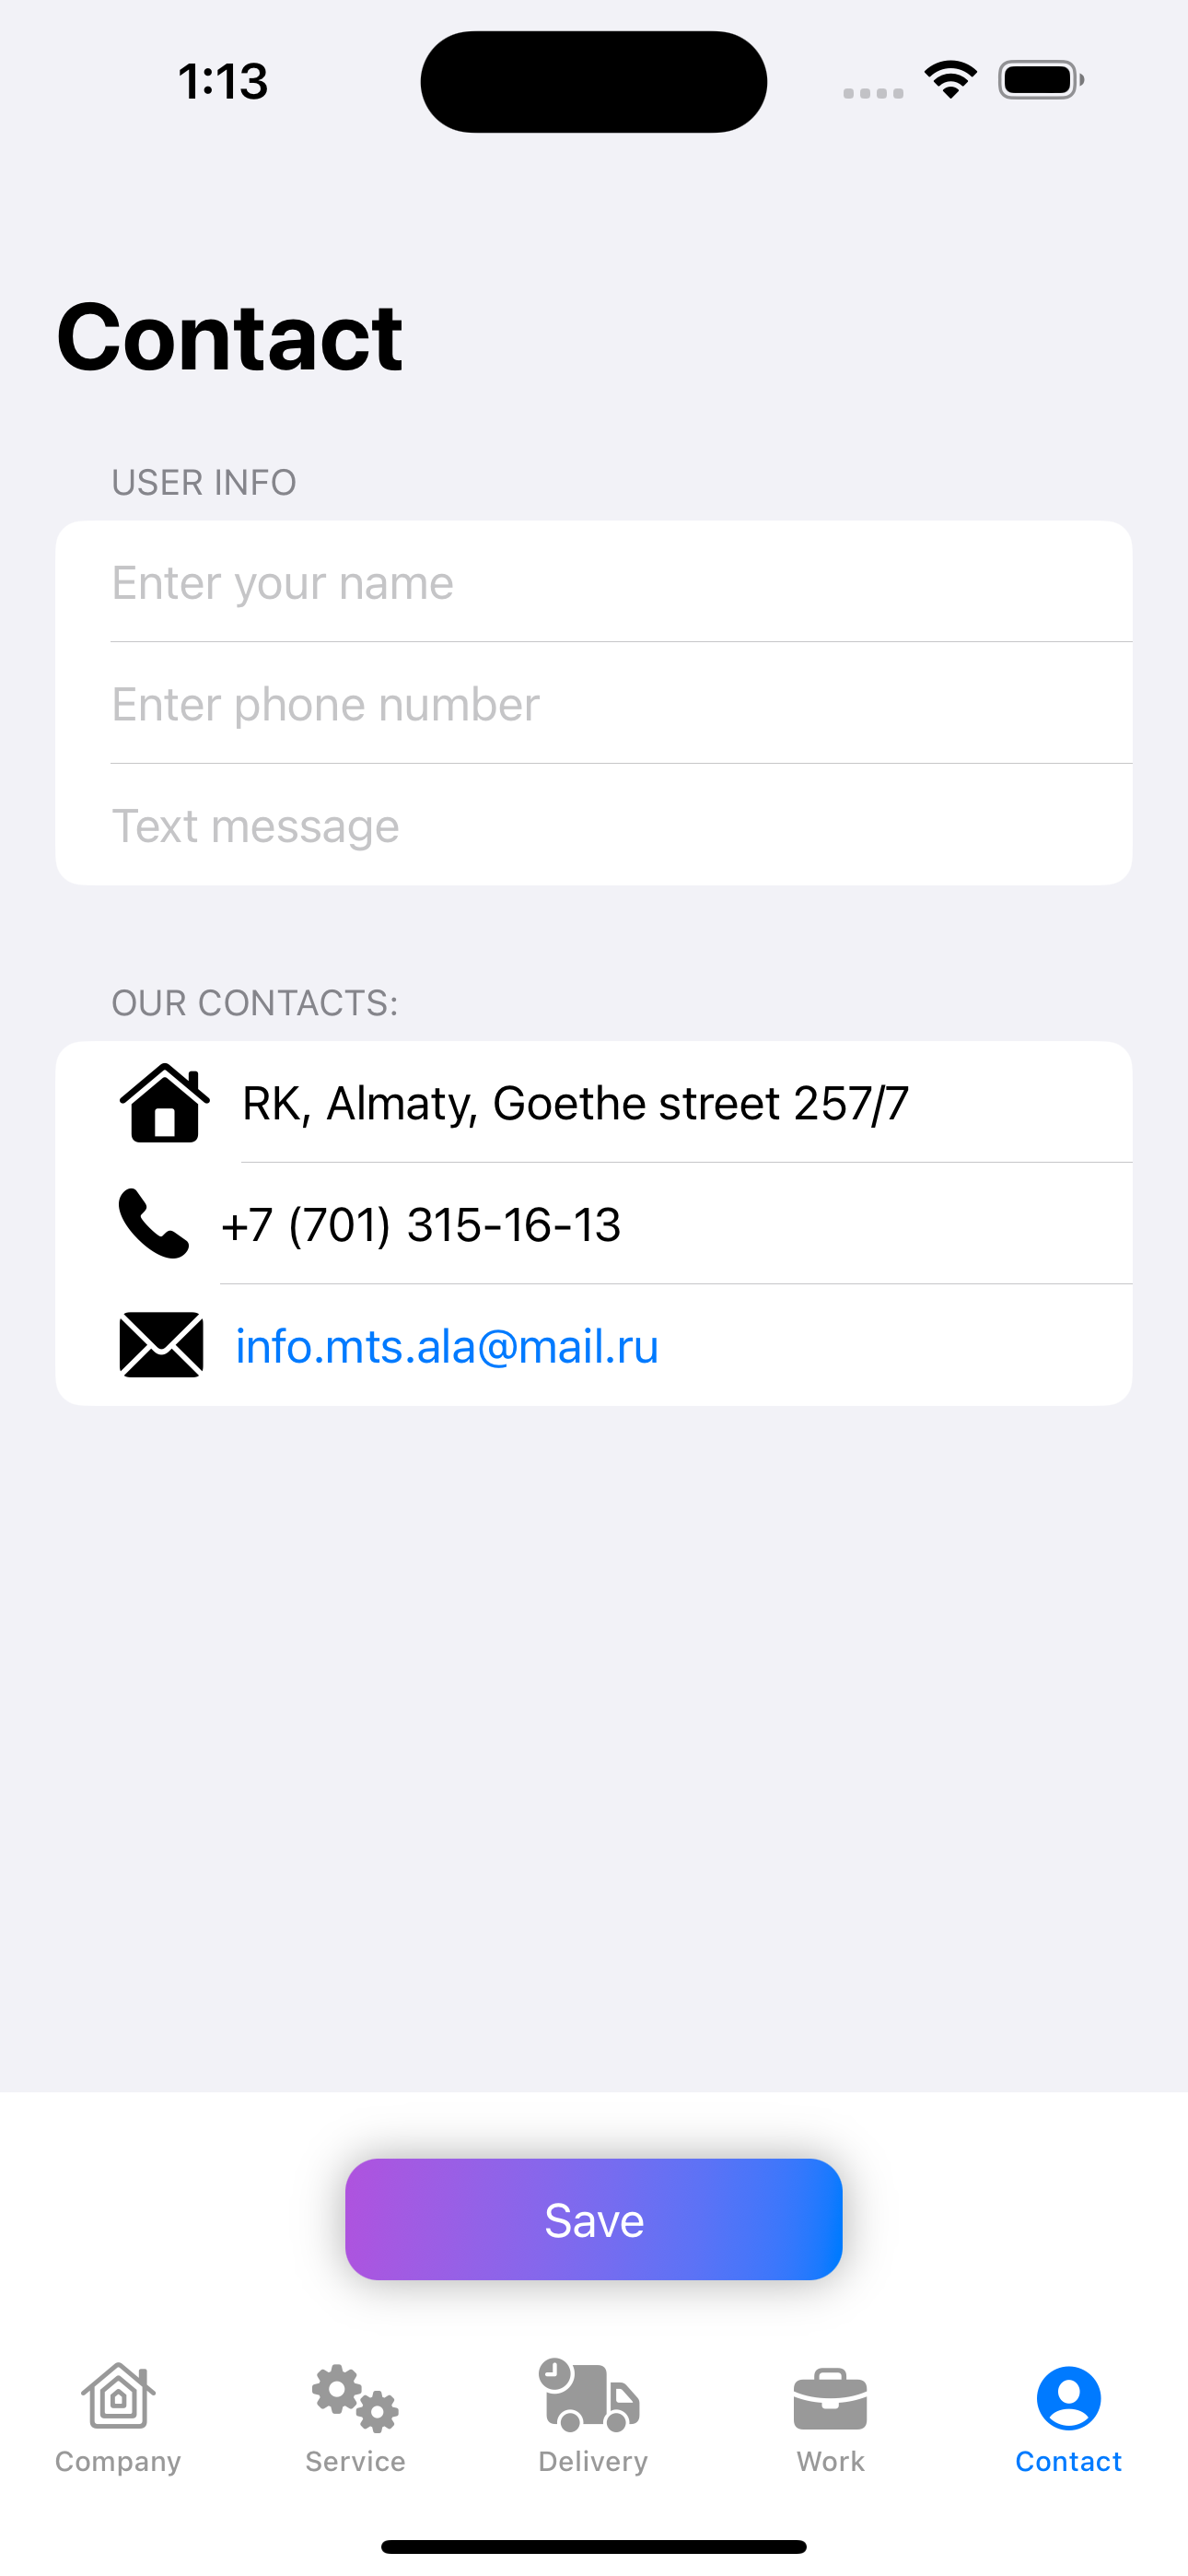 1:13
Contact
USER INFO
Enter your name
Enter phone number
Text message
OUR CONTACTS:
RK, Almaty, Goethe street 257/7
+7 (701) 315-16-13
info.mts.ala@mail.ru
Save
Company
Service
Delivery
Work
Contact